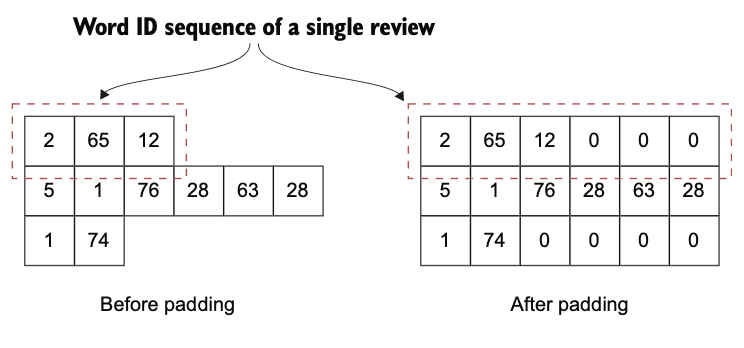 Word ID sequence of a single review
2 65 12
5 1 76 28 63 28
1 74
Before padding
2 65 12 0 0 0
5 1 76 28 63 28
1 74 0 0 0 0
After padding